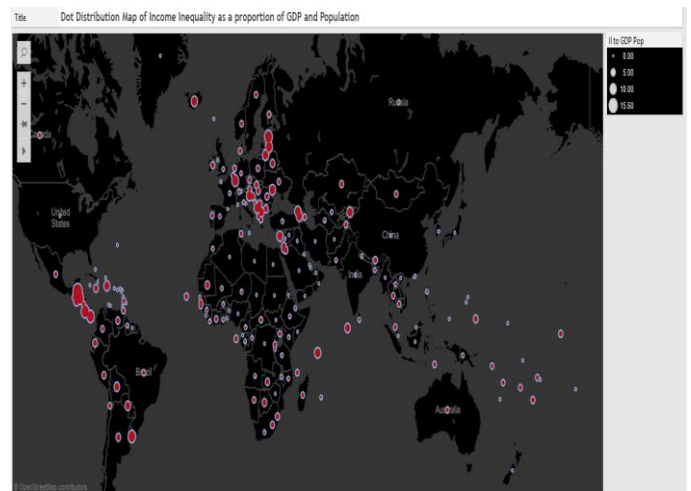 Title Dot Distribution Map of Income Inequality as a proportion of GDP and Population
II to GDP Pop
0.00
5.00
10.00
15.60
Canada
Russia
United
States
China
India
Brazil
Australia
© OpenStreetMap contributors